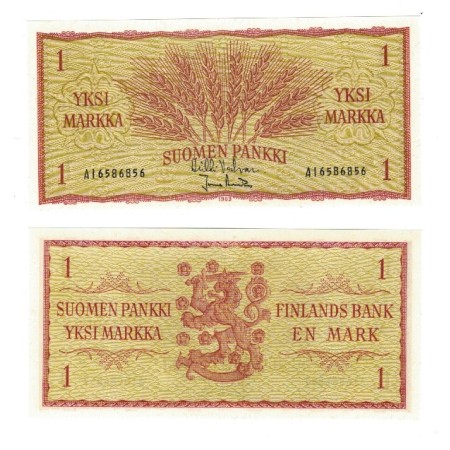 1 1
YKSI MARKKA
YKSI MARKKA
SUOMEN PANKKI
1 A16586856 A16586856 1
1963
1 1
SUOMEN PANKKI FINLANDS BANK
YKSI MARKKA EN MARK
1 1